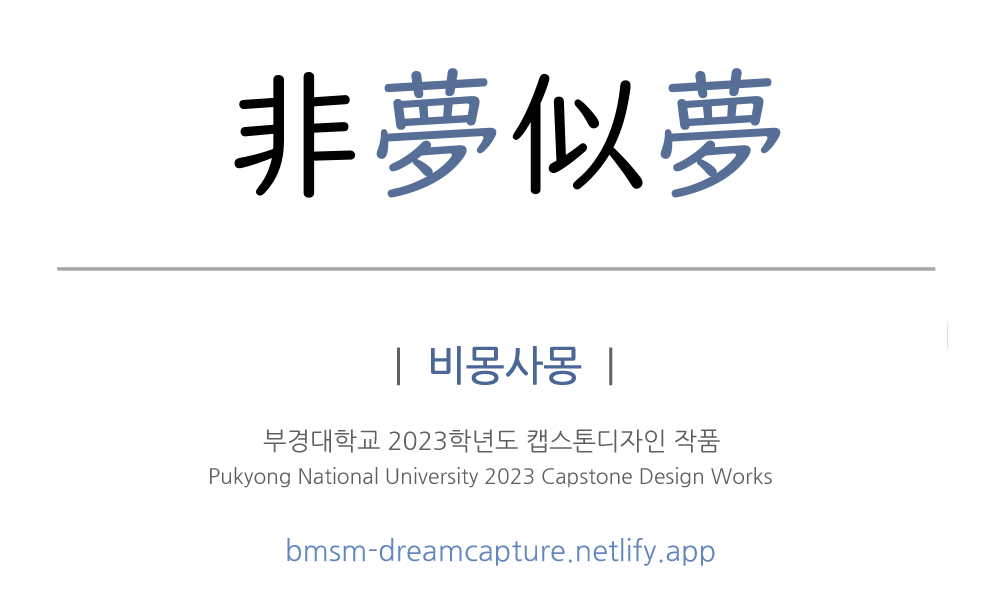 非夢似夢
| 비몽사몽 |
부경대학교 2023학년도 캡스톤디자인 작품
Pukyong National University 2023 Capstone Design Works
bmsm-dreamcapture.netlify.app